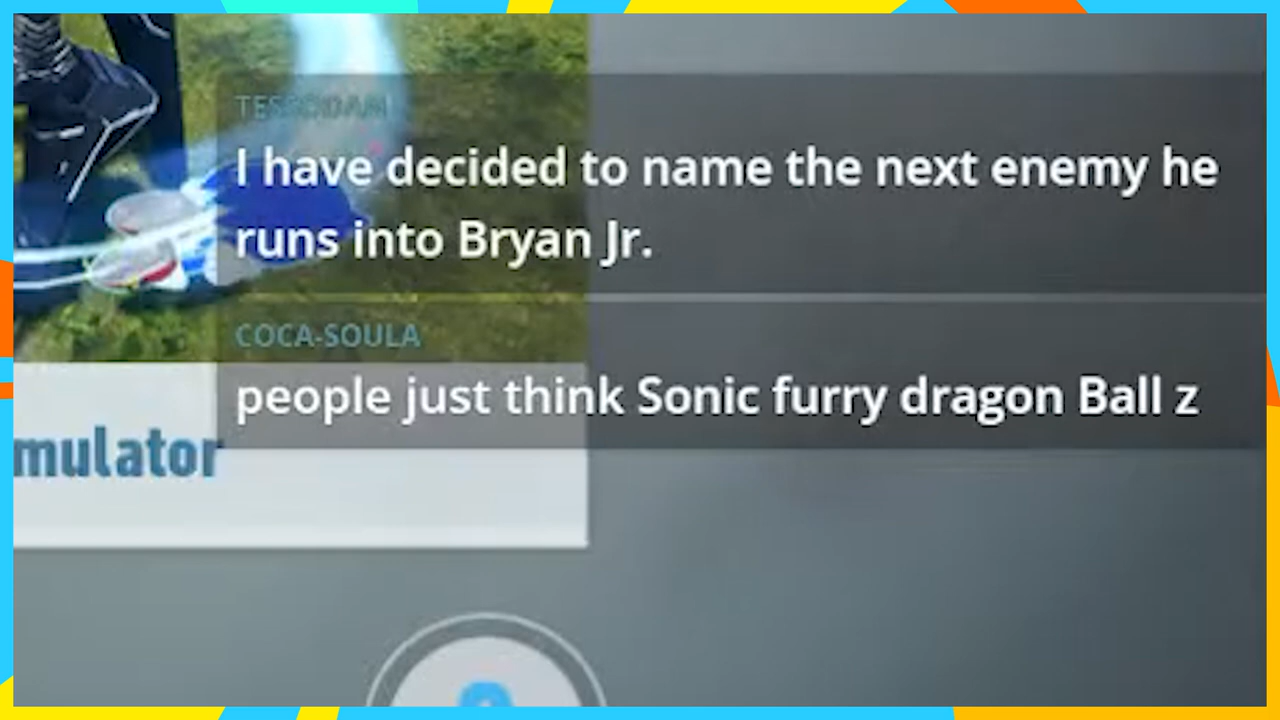 I have decided to name the next enemy he
runs into Bryan Jr.
COCA-SOULA
people just think Sonic furry dragon Ball z
mulator